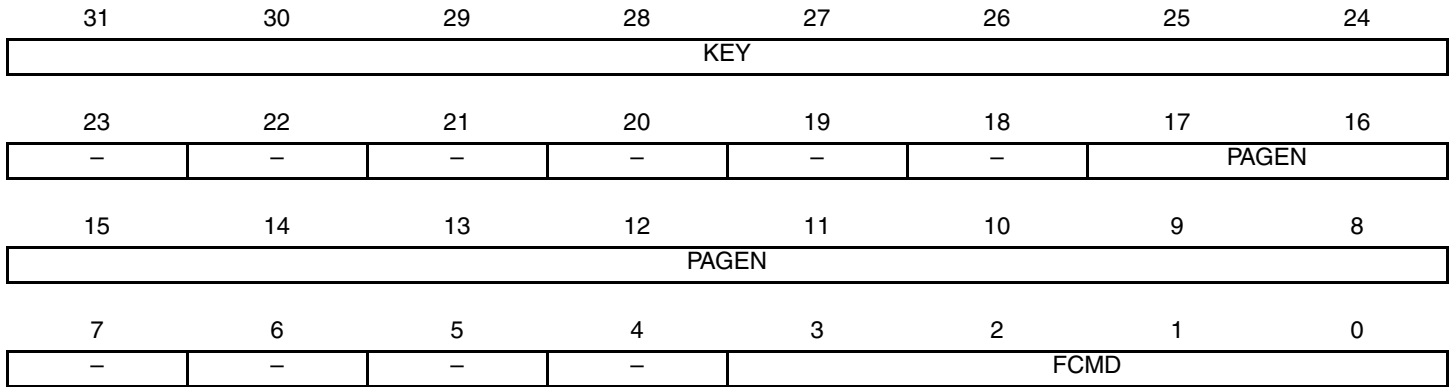 31 30 29 28 27 26 25 24
KEY
23 22 21 20 19 18 17 16
– – – – – – PAGEN
15 14 13 12 11 10 9 8
PAGEN
7 6 5 4 3 2 1 0
– – – – FCMD